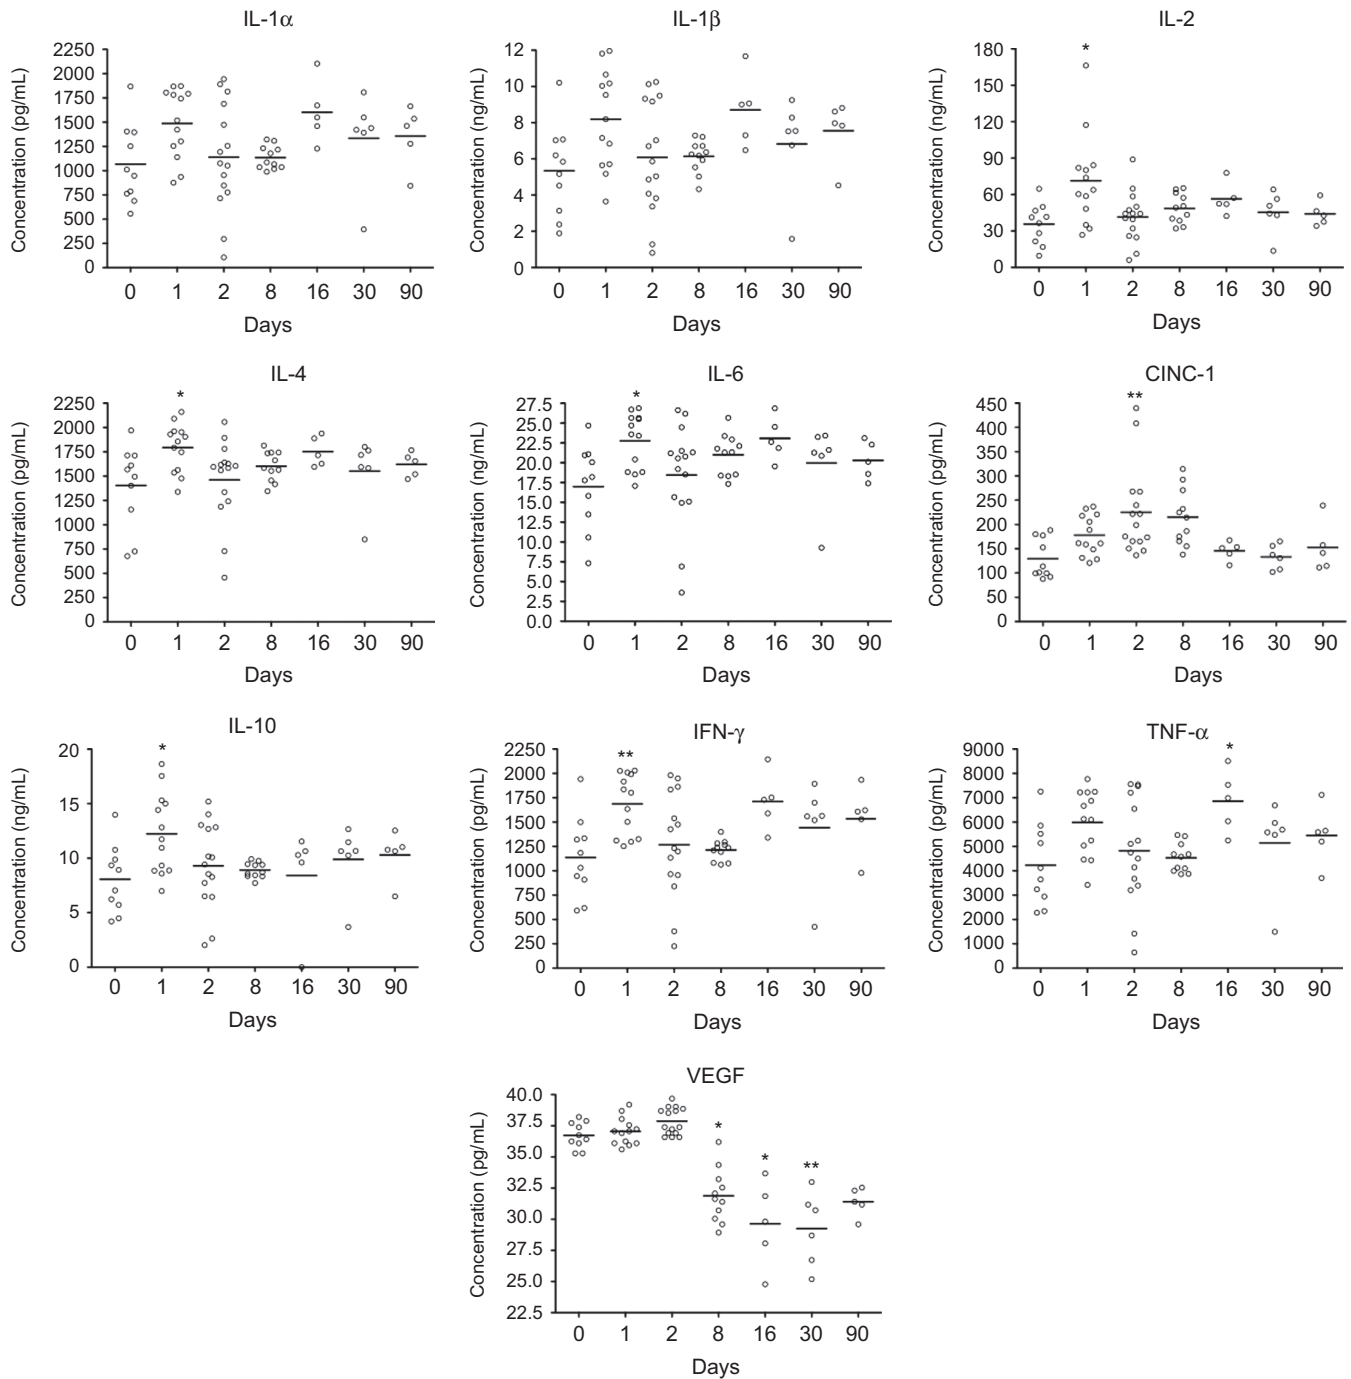 IL-1α
Concentration (pg/mL)
2250
2000
1750
1500
1250
1000
750
500
250
0
0 1 2 8 16 30 90
Days
IL-1β
Concentration (ng/mL)
12
10
8
6
4
2
0
0 1 2 8 16 30 90
Days
IL-2
Concentration (pg/mL)
180
150
120
90
60
30
0
*
0 1 2 8 16 30 90
Days
IL-4
Concentration (pg/mL)
2250
2000
1750
1500
1250
1000
750
500
250
0
*
0 1 2 8 16 30 90
Days
IL-6
Concentration (ng/mL)
27.5
25.0
22.5
20.0
17.5
15.0
12.5
10.0
7.5
5.0
2.5
0.0
*
0 1 2 8 16 30 90
Days
CINC-1
Concentration (pg/mL)
450
400
350
300
250
200
150
100
50
0
**
0 1 2 8 16 30 90
Days
IL-10
Concentration (ng/mL)
20
15
10
5
0
*
0 1 2 8 16 30 90
Days
IFN-γ
Concentration (pg/mL)
2250
2000
1750
1500
1250
1000
750
500
250
0
**
0 1 2 8 16 30 90
Days
TNF-α
Concentration (pg/mL)
9000
8000
7000
6000
5000
4000
3000
2000
1000
0
*
0 1 2 8 16 30 90
Days
VEGF
Concentration (pg/mL)
40.0
37.5
35.0
32.5
30.0
27.5
25.0
22.5
* * **
0 1 2 8 16 30 90
Days